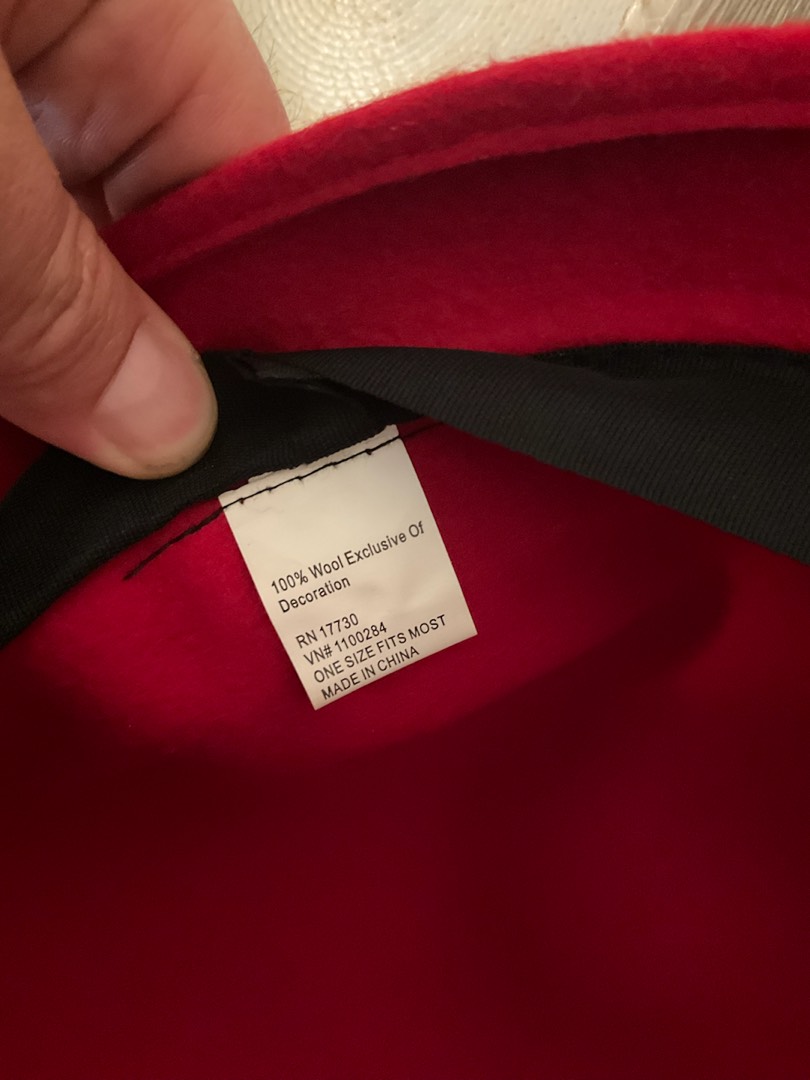 100% Wool Exclusive Of
Decoration
RN 17730
VN# 1100284
ONE SIZE FITS MOST
MADE IN CHINA